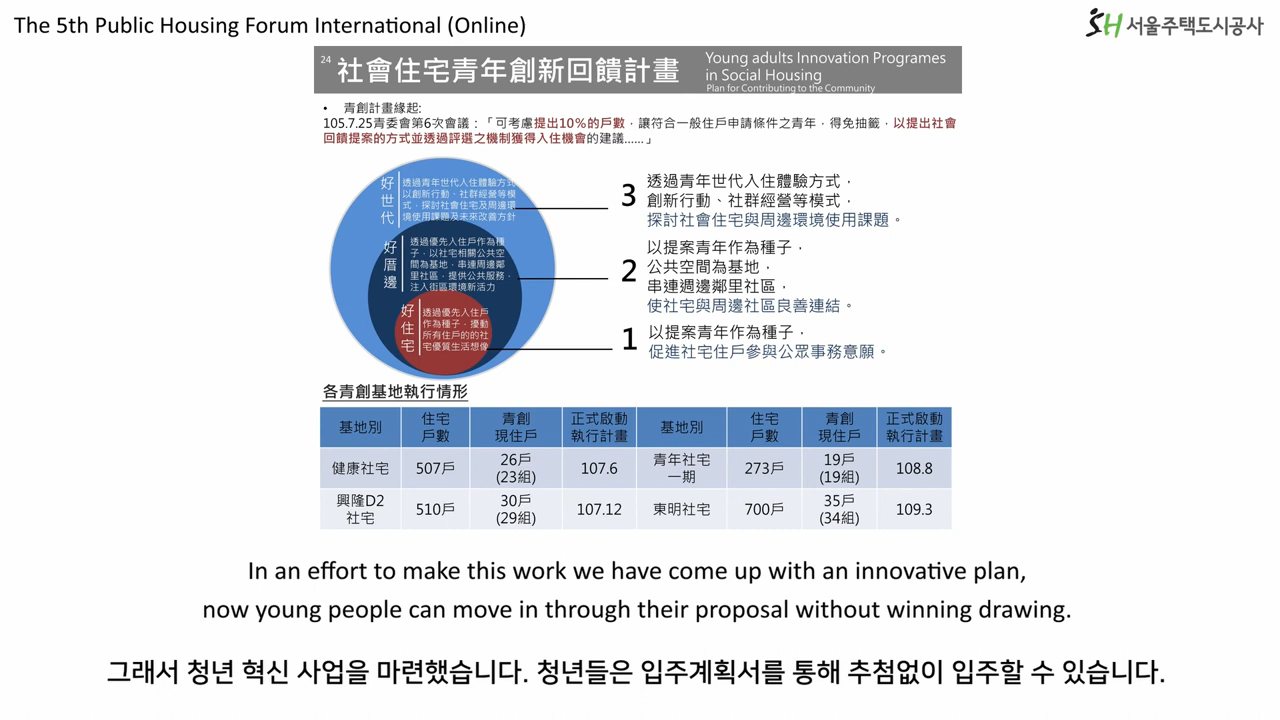 The 5th Public Housing Forum International (Online)
SH 서울주택도시공사
24 社會住宅青年創新回饋計畫
Young adults Innovation Programes
in Social Housing
Plan for Contributing to the Community
• 青創計畫緣起:
105.7.25青委會第6次會議：「可考慮提出10%的戶數，讓符合一般住戶申請條件之青年，得免抽籤，以提出社會
回饋提案的方式並透過評選之機制獲得入住機會的建議……」
好世代
透過青年世代入住體驗方式
以創新行動、社群經營等模
式，探討社會住宅及周邊環
境使用課題及未來改善方針
好厝邊
透過優先入住戶作為種
子，以社宅相關公共空
間為基地，串連周邊鄰
里社區，提供公共服務，
注入街區環境新活力
好住宅
透過優先入住戶
作為種子，擾動
所有住戶的的社
宅優質生活想像
3
透過青年世代入住體驗方式，
創新行動、社群經營等模式，
探討社會住宅與周邊環境使用課題。
2
以提案青年作為種子，
公共空間為基地，
串連週邊鄰里社區，
使社宅與周邊社區良善連結。
1
以提案青年作為種子，
促進社宅住戶參與公眾事務意願。
各青創基地執行情形
基地別 住宅戶數 青創現住戶 正式啟動執行計畫 基地別 住宅戶數 青創現住戶 正式啟動執行計畫
健康社宅 507戶 26戶(23組) 107.6 青年社宅一期 273戶 19戶(19組) 108.8
興隆D2社宅 510戶 30戶(29組) 107.12 東明社宅 700戶 35戶(34組) 109.3
In an effort to make this work we have come up with an innovative plan,
now young people can move in through their proposal without winning drawing.
그래서 청년 혁신 사업을 마련했습니다. 청년들은 입주계획서를 통해 추첨없이 입주할 수 있습니다.